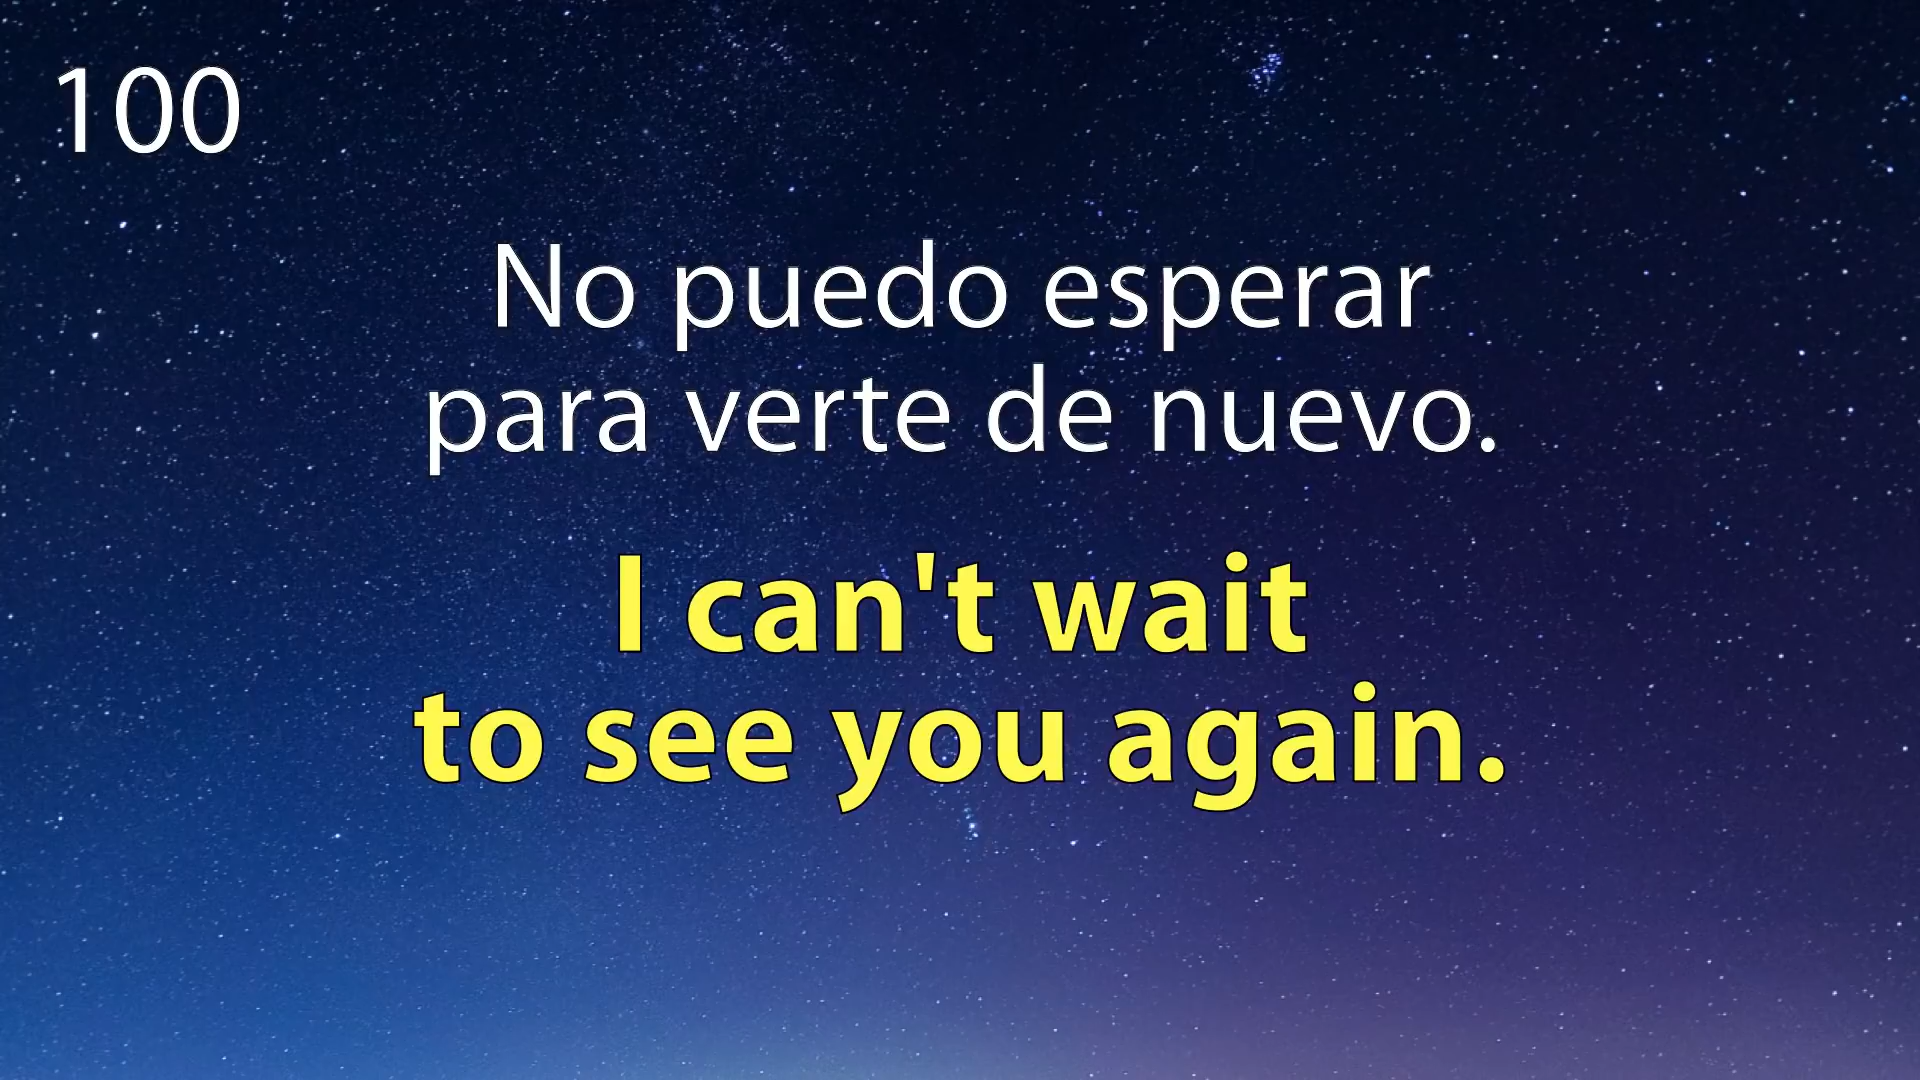 100
No puedo esperar
para verte de nuevo.
I can't wait
to see you again.